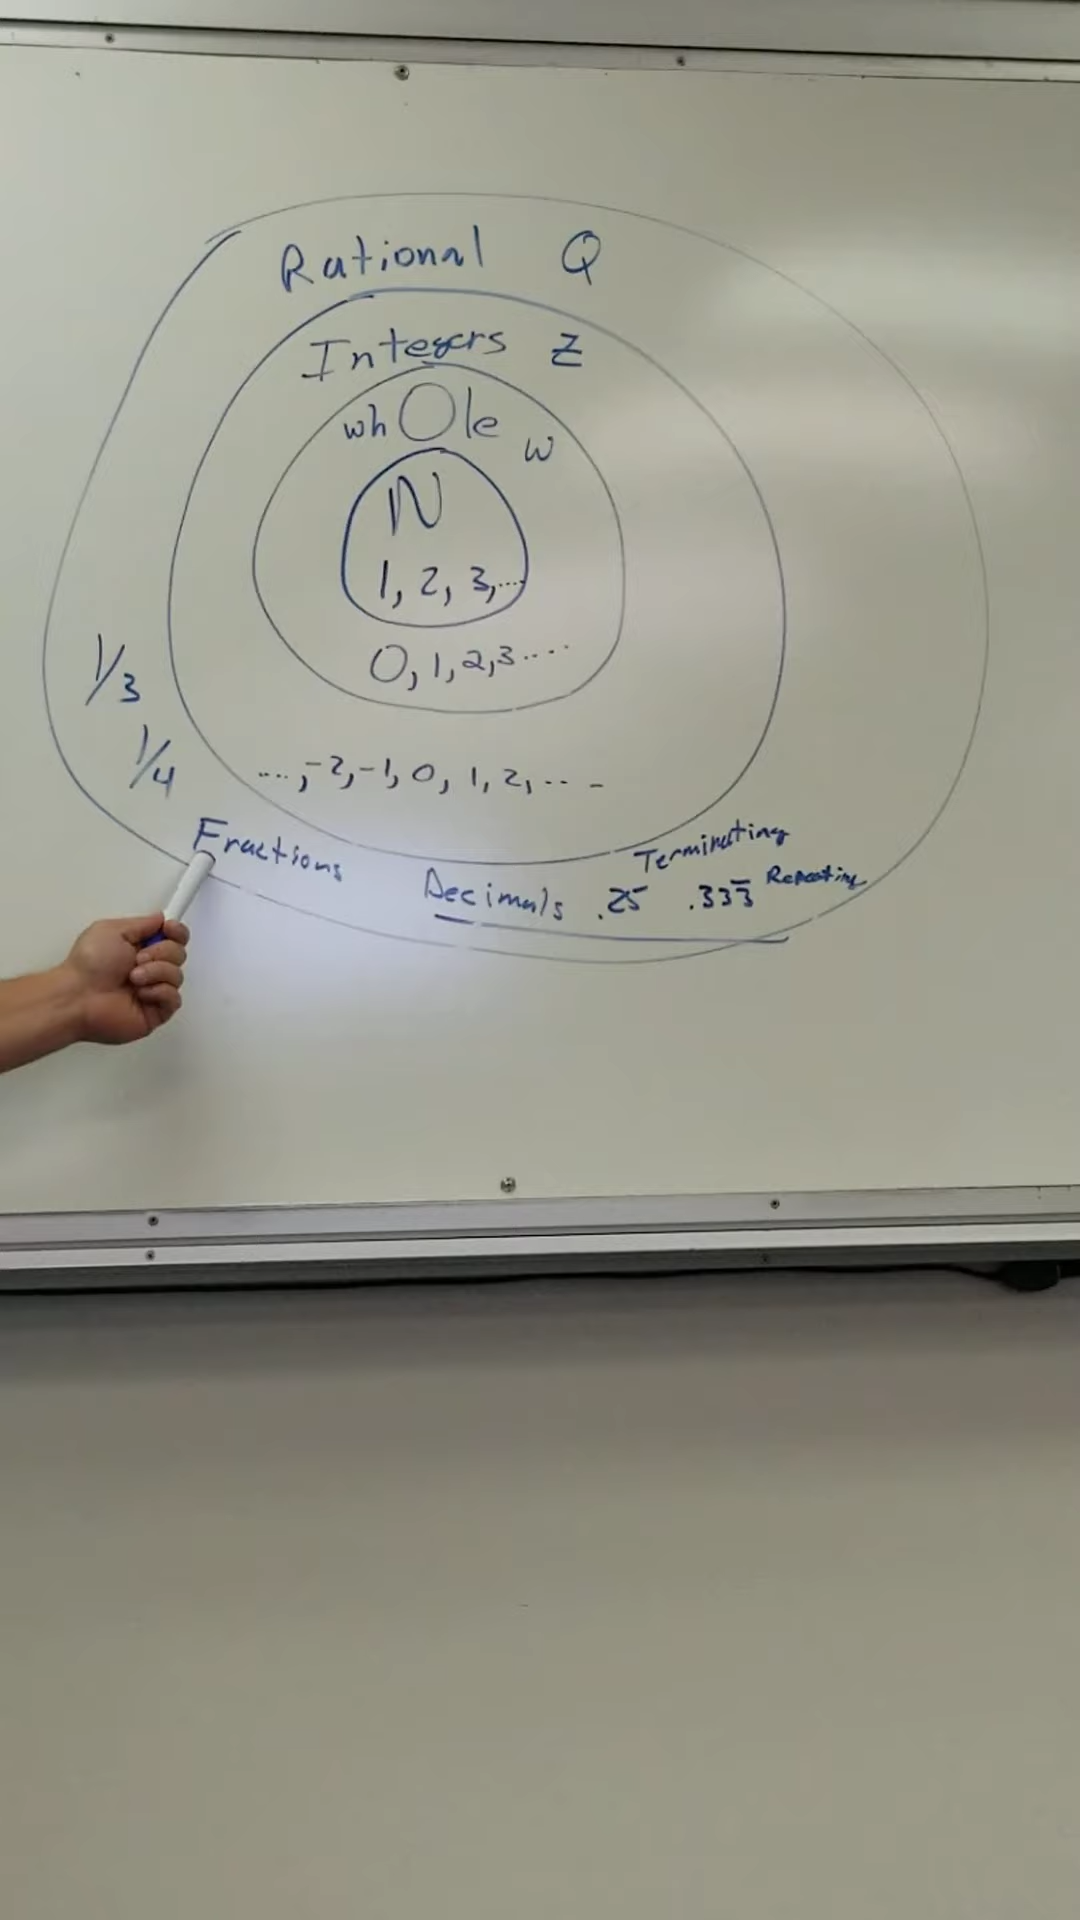 Rational Q
Integers Z
whOle w
N
1, 2, 3,...
0, 1, 2, 3....
1/3
1/4
...., -2, -1, 0, 1, 2, ... -
Fractions
Terminating
Decimals .25 .333̅ Repeating